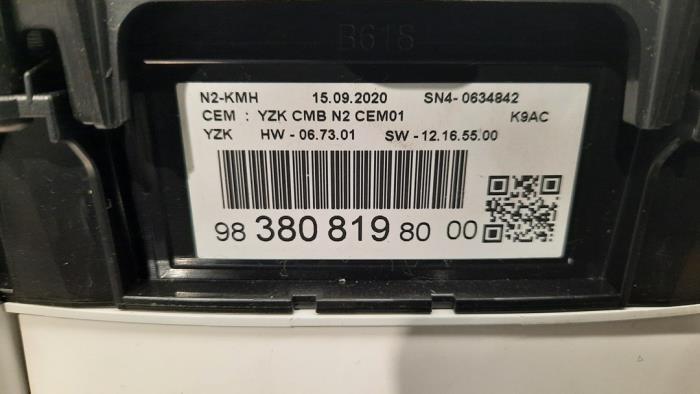 B618
N2-KMH 15.09.2020 SN4- 0634842
CEM : YZK CMB N2 CEM01 K9AC
YZK HW - 06.73.01 SW - 12.16.55.00
98 380 819 80 00